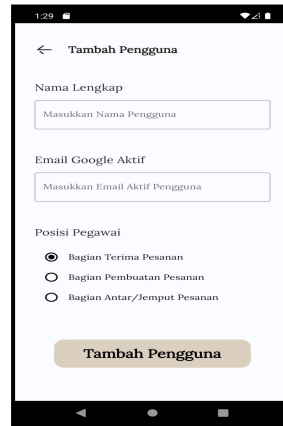 1:29
Tambah Pengguna
Nama Lengkap
Masukkan Nama Pengguna
Email Google Aktif
Masukkan Email Aktif Pengguna
Posisi Pegawai
Bagian Terima Pesanan
Bagian Pembuatan Pesanan
Bagian Antar/Jemput Pesanan
Tambah Pengguna